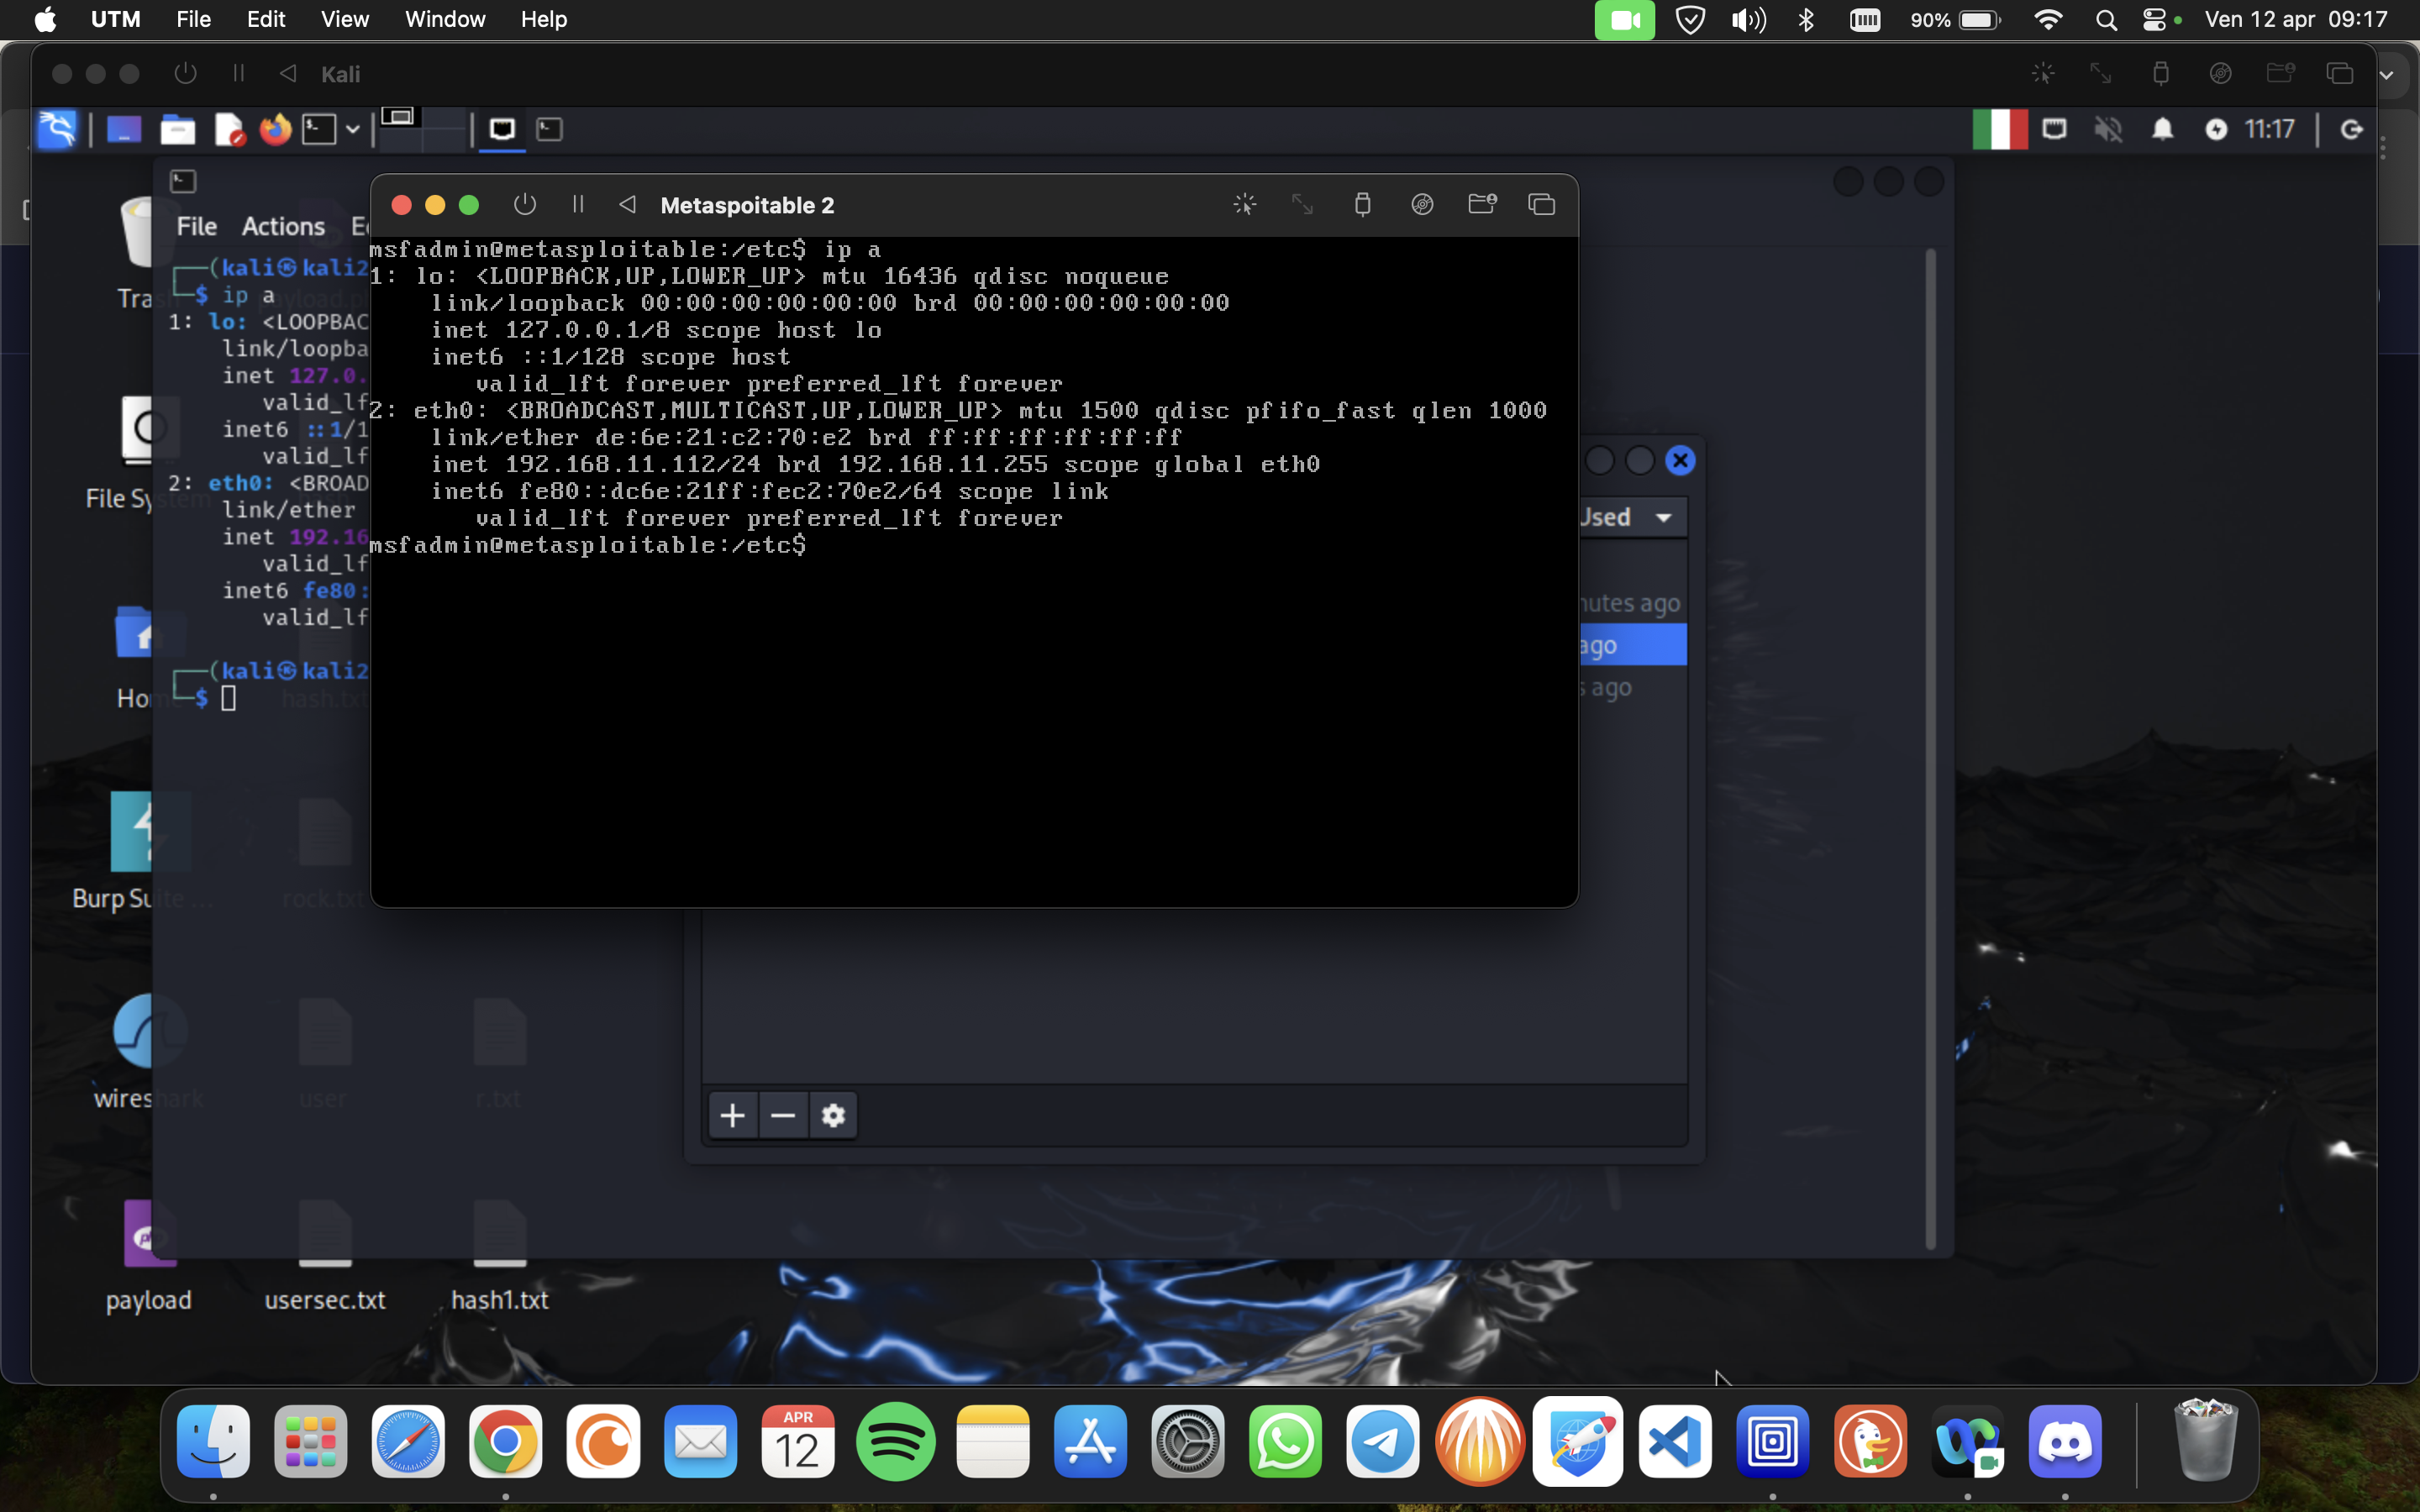 UTM File Edit View Window Help 90% Ven 12 apr 09:17
Kali
11:17
File Actions
Metaspoitable 2
msfadmin@metasploitable:/etc$ ip a
1: lo: <LOOPBACK,UP,LOWER_UP> mtu 16436 qdisc noqueue
link/loopback 00:00:00:00:00:00 brd 00:00:00:00:00:00
inet 127.0.0.1/8 scope host lo
inet6 ::1/128 scope host
valid_lft forever preferred_lft forever
2: eth0: <BROADCAST,MULTICAST,UP,LOWER_UP> mtu 1500 qdisc pfifo_fast qlen 1000
link/ether de:6e:21:c2:70:e2 brd ff:ff:ff:ff:ff:ff
inet 192.168.11.112/24 brd 192.168.11.255 scope global eth0
inet6 fe80::dc6e:21ff:fec2:70e2/64 scope link
valid_lft forever preferred_lft forever
msfadmin@metasploitable:/etc$
(kali㉿kali2
$ ip a
1: lo: <LOOPBAC
link/loopba
inet 127.0.
valid_lf
inet6 ::1/1
valid_lf
2: eth0: <BROAD
link/ether
inet 192.16
valid_lf
inet6 fe80:
valid_lf
(kali㉿kali2
$
Used
nutes ago
ago
s ago
Tra
File Sy
Ho
hash.txt
Burp Suite ...
rock.txt
wireshark
user
r.txt
payload
usersec.txt
hash1.txt
APR
12